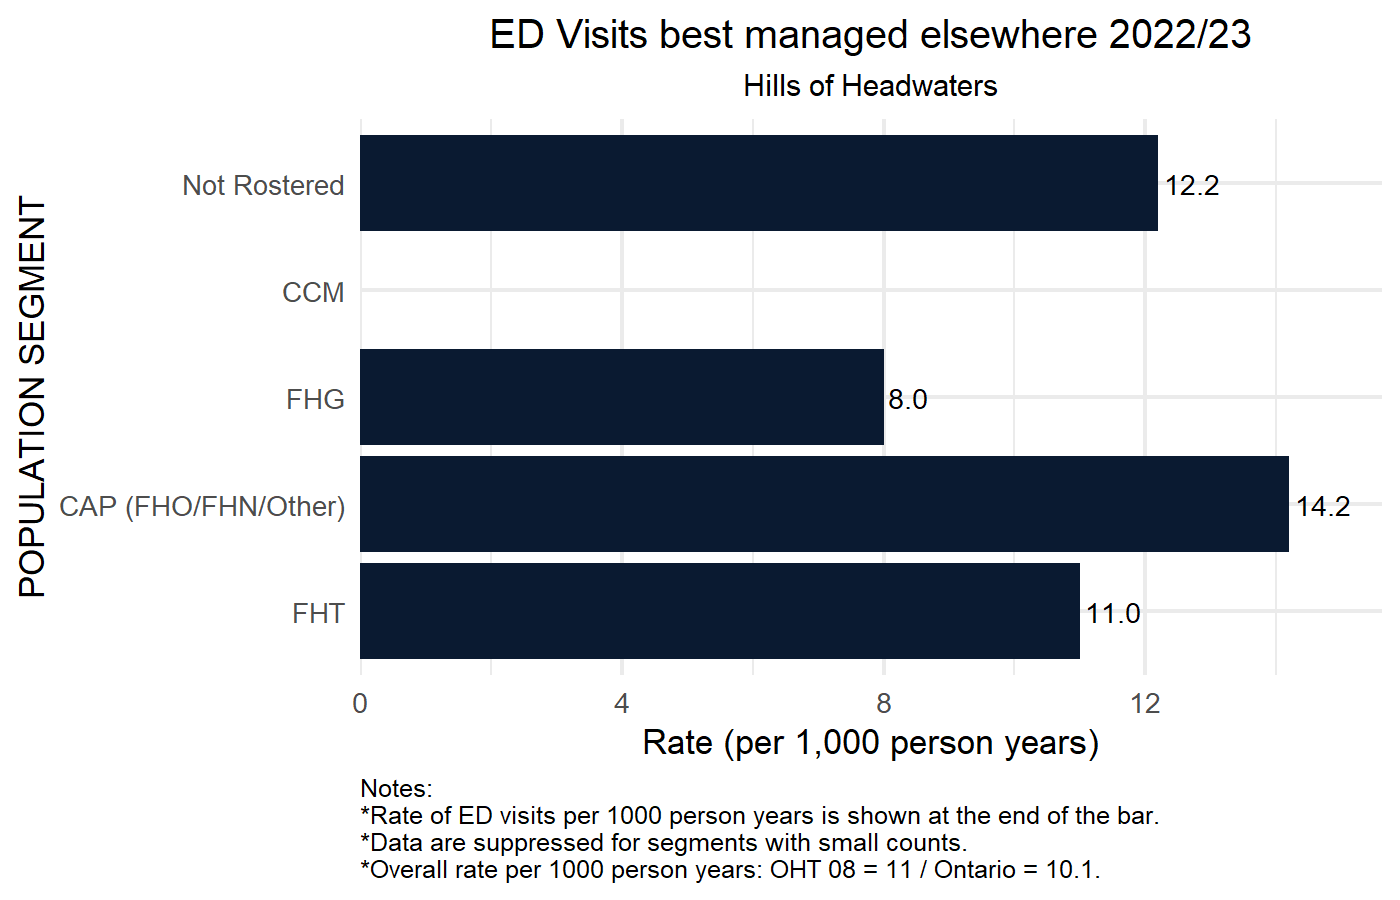 ED Visits best managed elsewhere 2022/23
Hills of Headwaters
POPULATION SEGMENT
Not Rostered
12.2
CCM
FHG
8.0
CAP (FHO/FHN/Other)
14.2
FHT
11.0
0
4
8
12
Rate (per 1,000 person years)
Notes:
*Rate of ED visits per 1000 person years is shown at the end of the bar.
*Data are suppressed for segments with small counts.
*Overall rate per 1000 person years: OHT 08 = 11 / Ontario = 10.1.